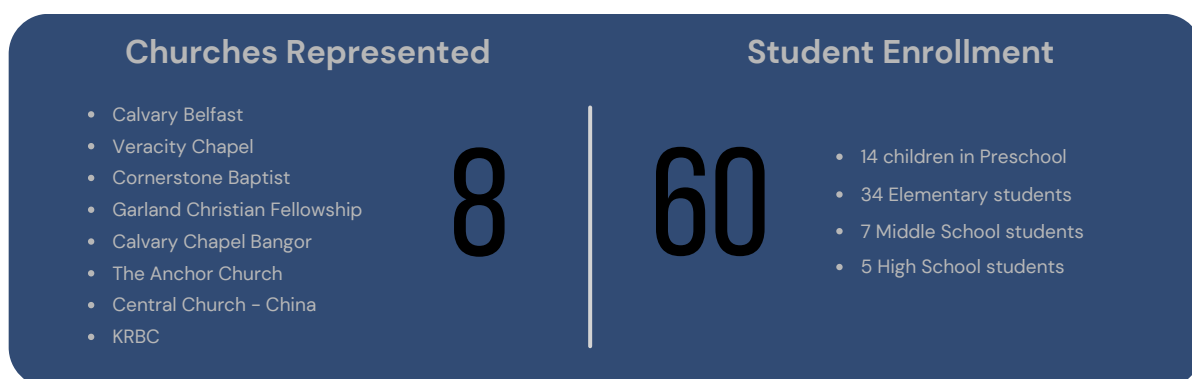 Churches Represented
• Calvary Belfast
• Veracity Chapel
• Cornerstone Baptist
• Garland Christian Fellowship
• Calvary Chapel Bangor
• The Anchor Church
• Central Church - China
• KRBC
8
Student Enrollment
60
• 14 children in Preschool
• 34 Elementary students
• 7 Middle School students
• 5 High School students